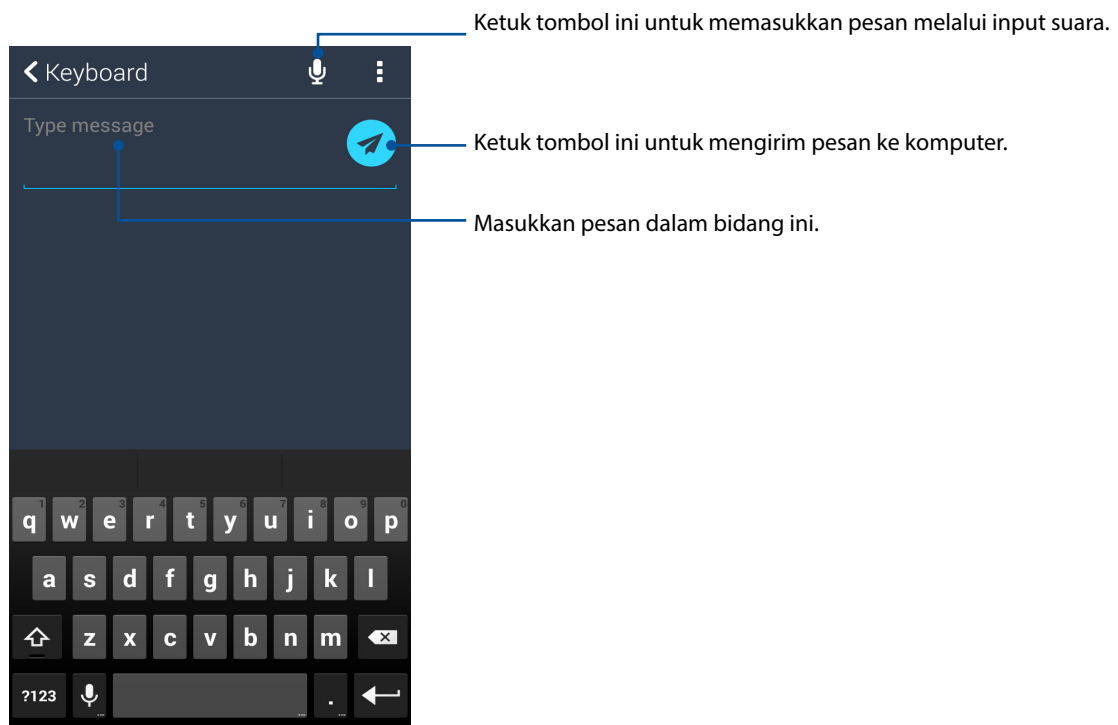 Ketuk tombol ini untuk memasukkan pesan melalui input suara.
Keyboard
Type message
Ketuk tombol ini untuk mengirim pesan ke komputer.
Masukkan pesan dalam bidang ini.
1 2 3 4 5 6 7 8 9 0
q w e r t y u i o p
a s d f g h j k l
z x c v b n m
?123 ... ... . ...